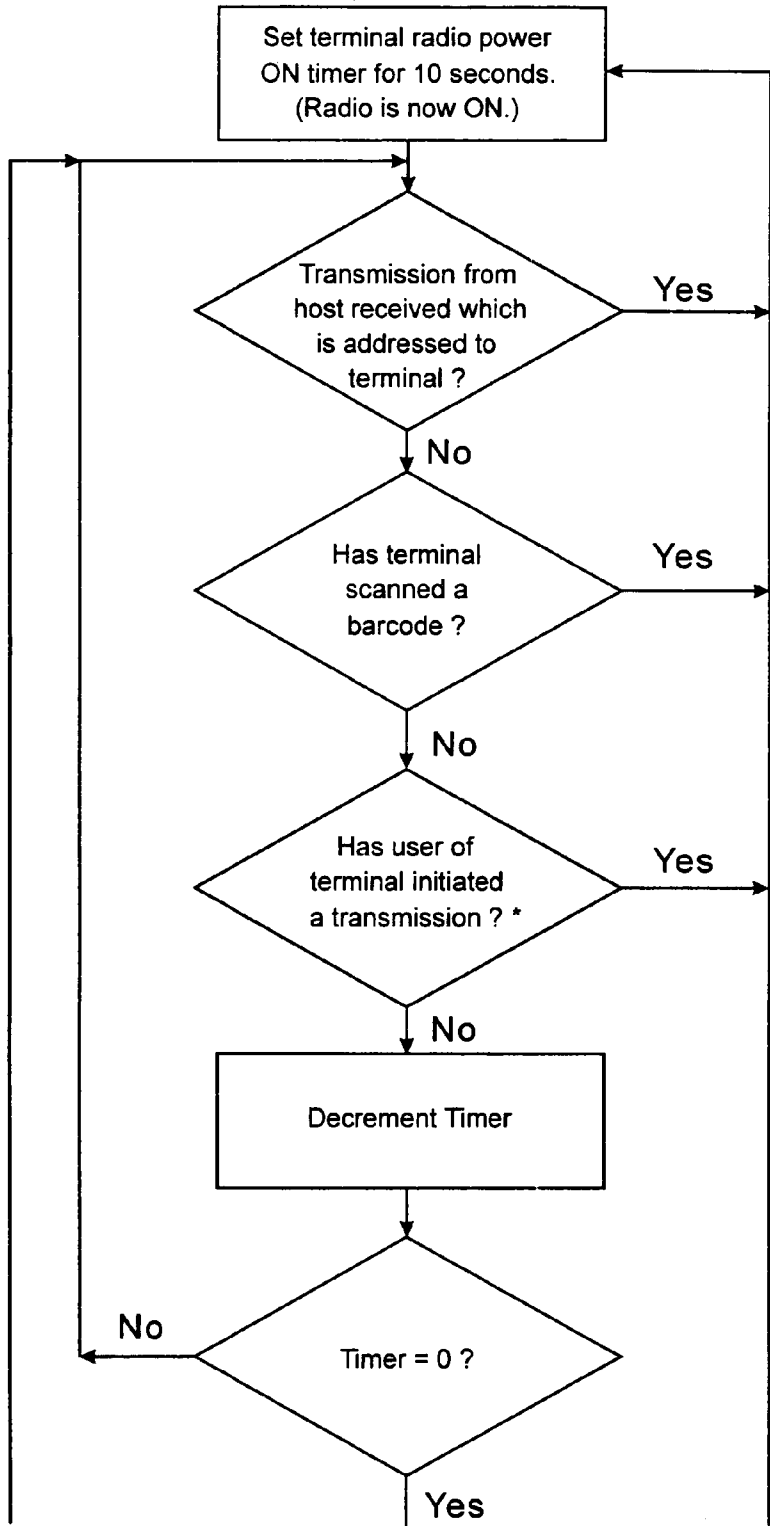 Set terminal radio power
ON timer for 10 seconds.
(Radio is now ON.)
Transmission from
host received which
is addressed to
terminal ?
Yes
No
Has terminal
scanned a
barcode ?
Yes
No
Has user of
terminal initiated
a transmission ? *
Yes
No
Decrement Timer
No
Timer = 0 ?
Yes